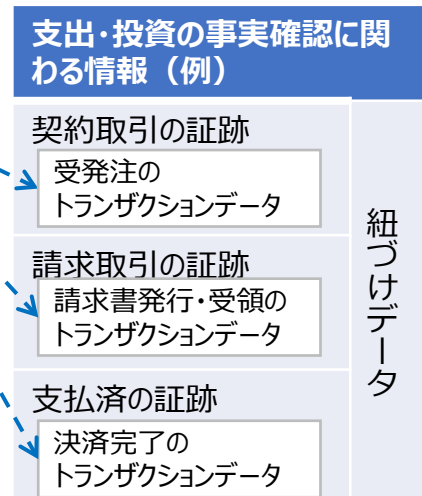 支出・投資の事実確認に関
わる情報（例）
契約取引の証跡
受発注の
トランザクションデータ
請求取引の証跡
請求書発行・受領の
トランザクションデータ
支払済の証跡
決済完了の
トランザクションデータ
紐づけデータ